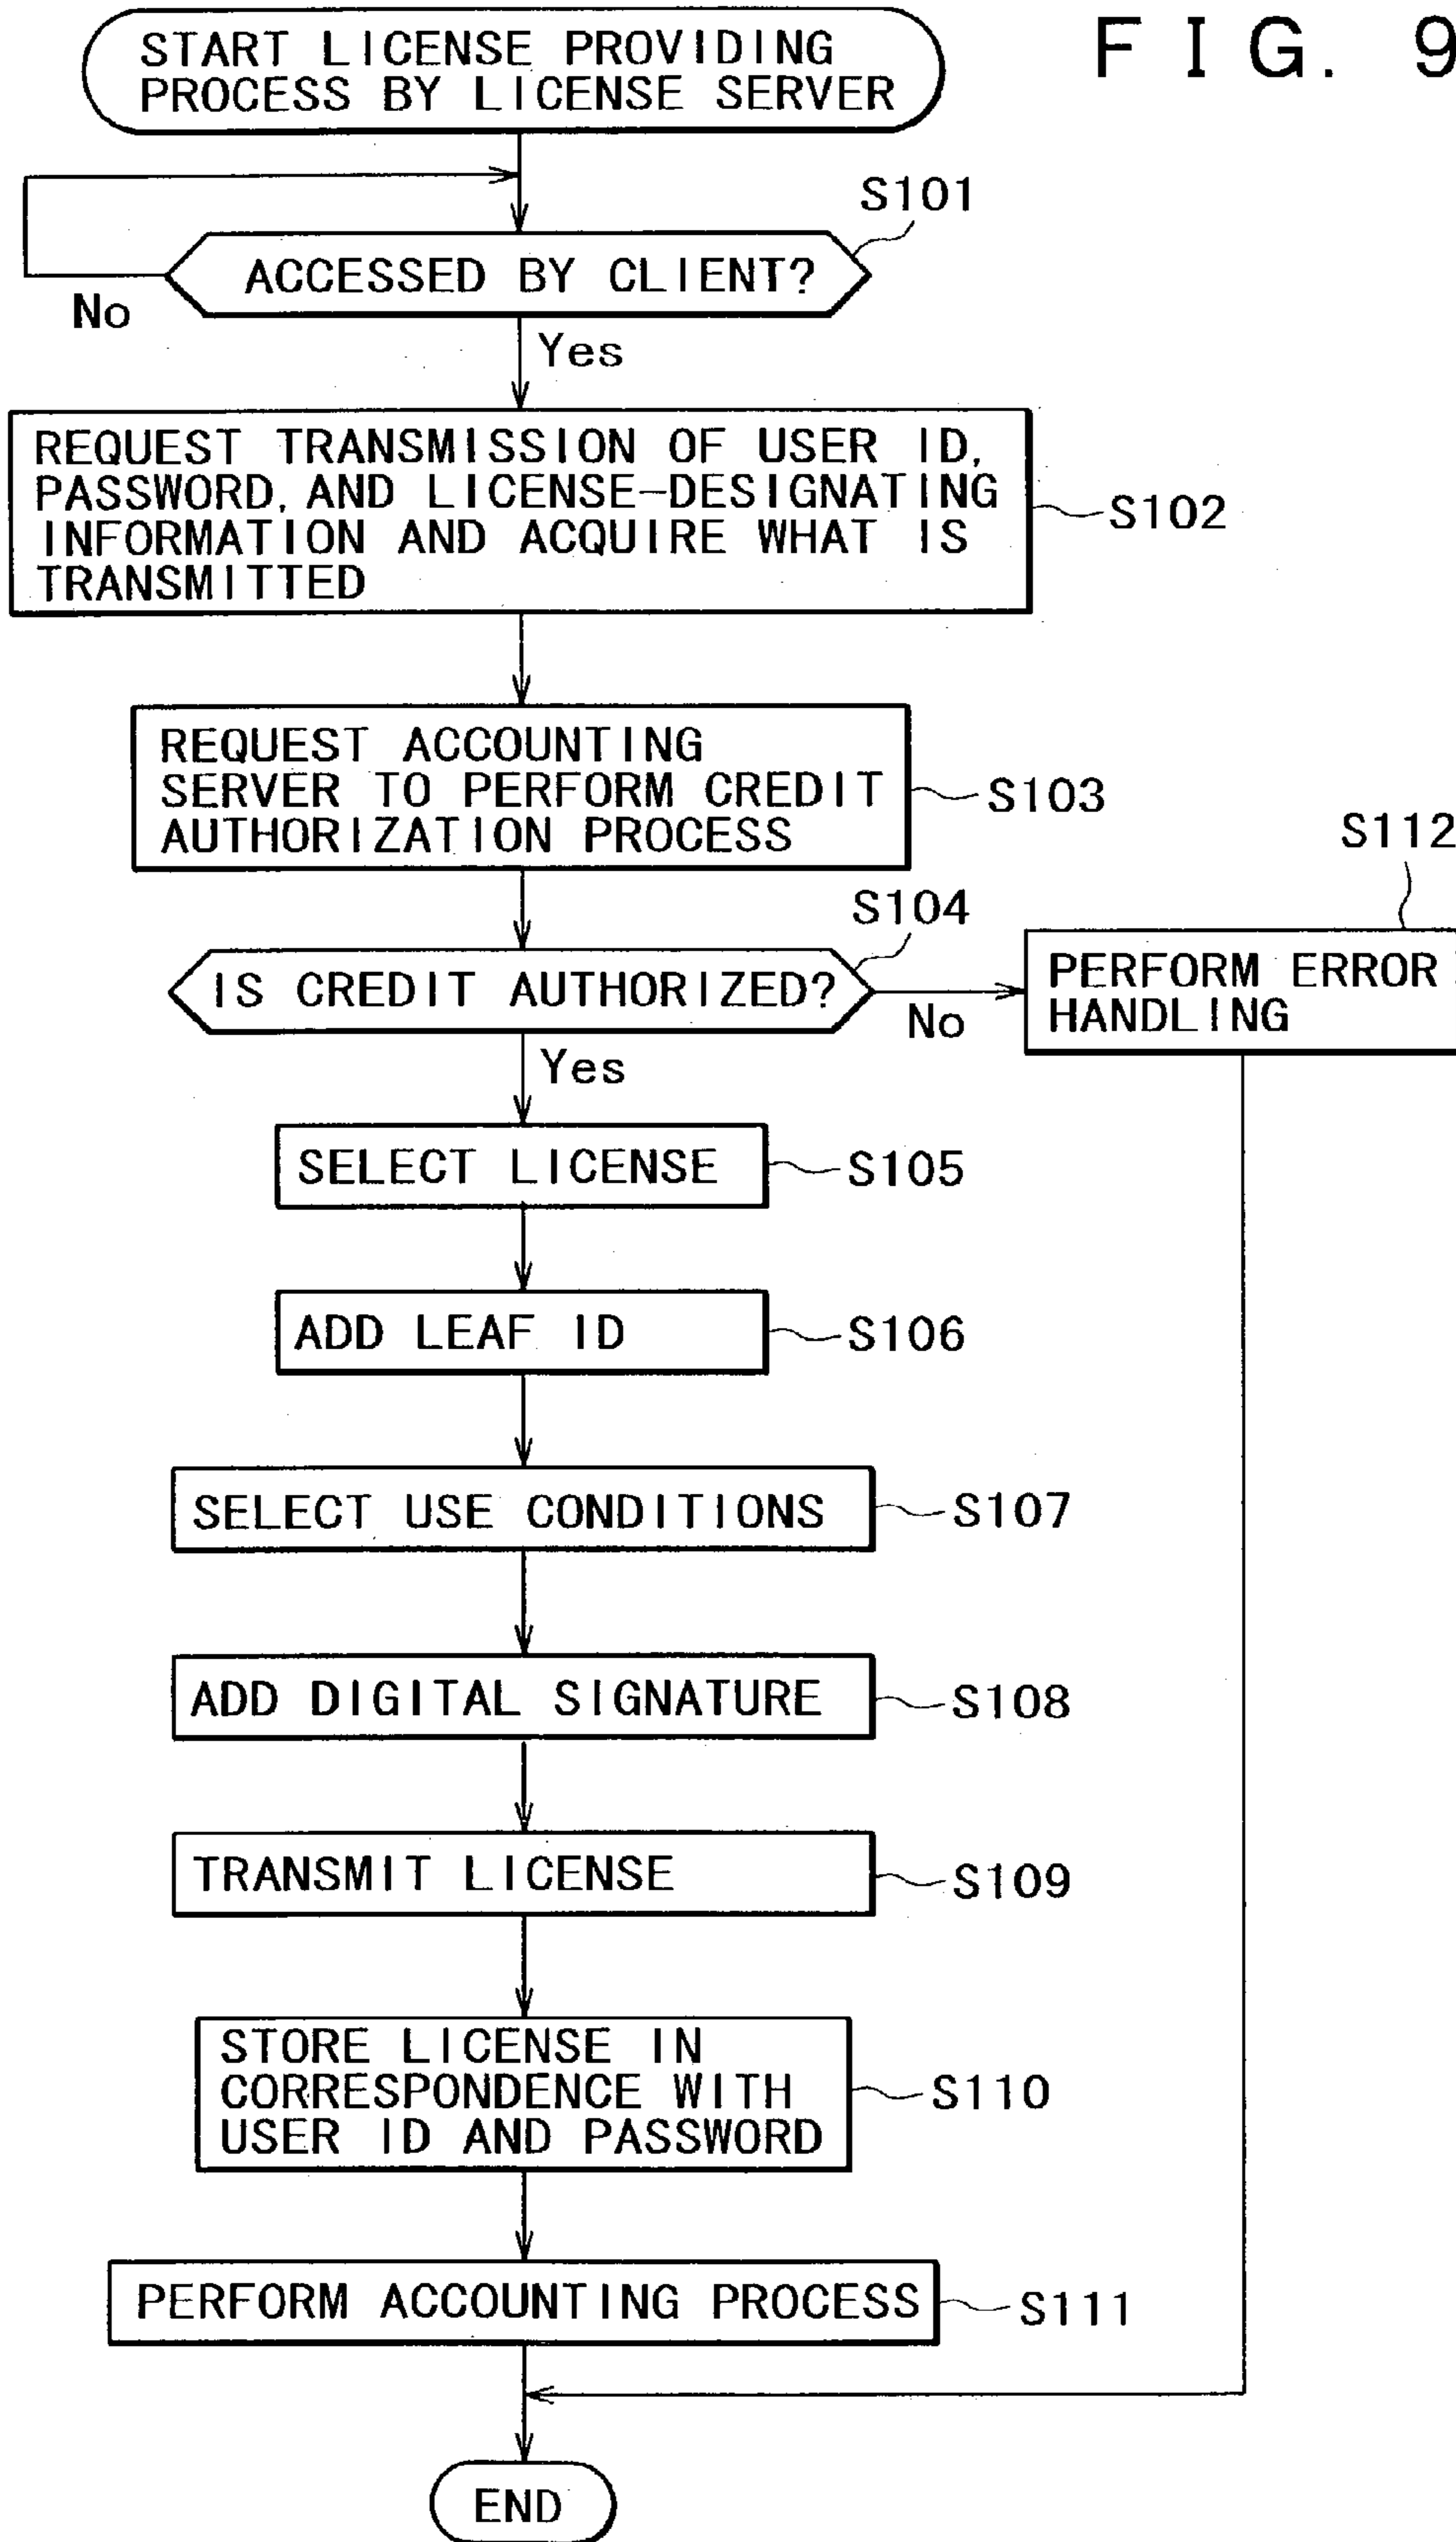 FIG. 9
START LICENSE PROVIDING
PROCESS BY LICENSE SERVER
S101
ACCESSED BY CLIENT?
No
Yes
REQUEST TRANSMISSION OF USER ID,
PASSWORD, AND LICENSE-DESIGNATING
INFORMATION AND ACQUIRE WHAT IS
TRANSMITTED
S102
REQUEST ACCOUNTING
SERVER TO PERFORM CREDIT
AUTHORIZATION PROCESS
S103
S104
IS CREDIT AUTHORIZED?
No
S112
PERFORM ERROR
HANDLING
Yes
SELECT LICENSE
S105
ADD LEAF ID
S106
SELECT USE CONDITIONS
S107
ADD DIGITAL SIGNATURE
S108
TRANSMIT LICENSE
S109
STORE LICENSE IN
CORRESPONDENCE WITH
USER ID AND PASSWORD
S110
PERFORM ACCOUNTING PROCESS
S111
END